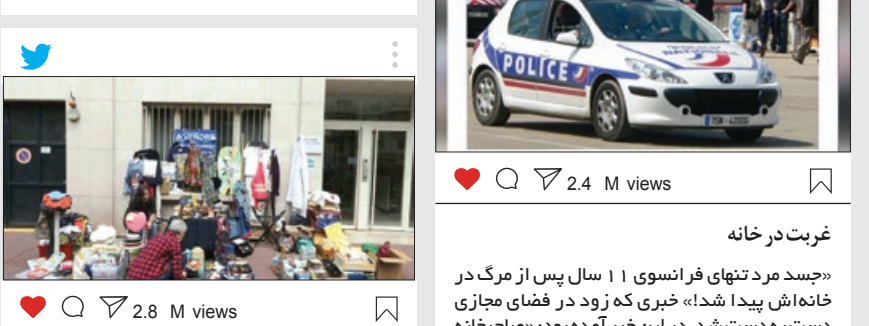 POLICE
2.4 M views
غربت در خانه
«جسد مرد تنهای فرانسوی ۱۱ سال پس از مرگ در
خانه‌اش پیدا شد!» خبری که زود در فضای مجازی
2.8 M views